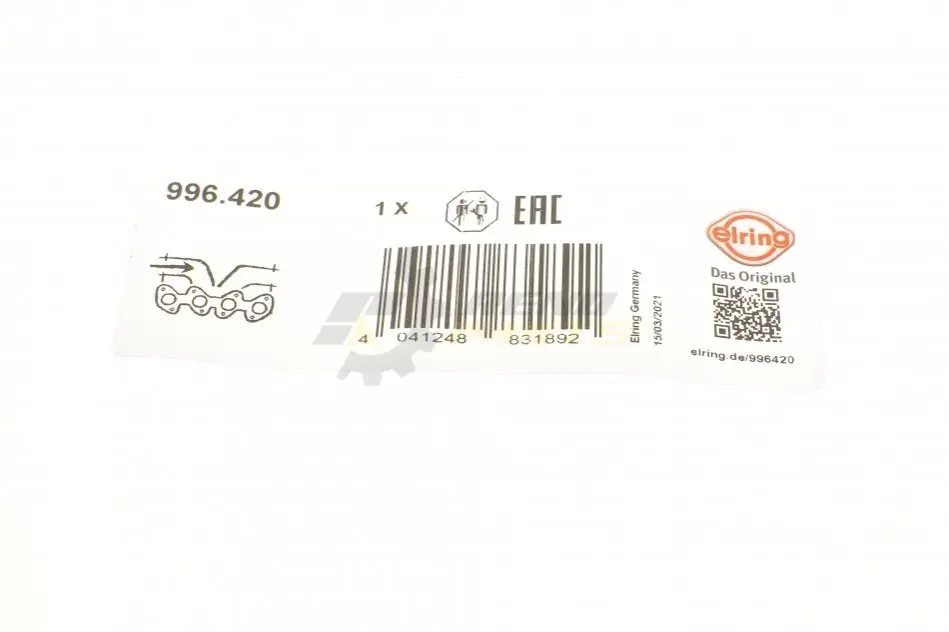 996.420
1 X
EAC
elring
Das Original
4 041248 831892
Elring Germany
15/03/2021
elring.de/996420